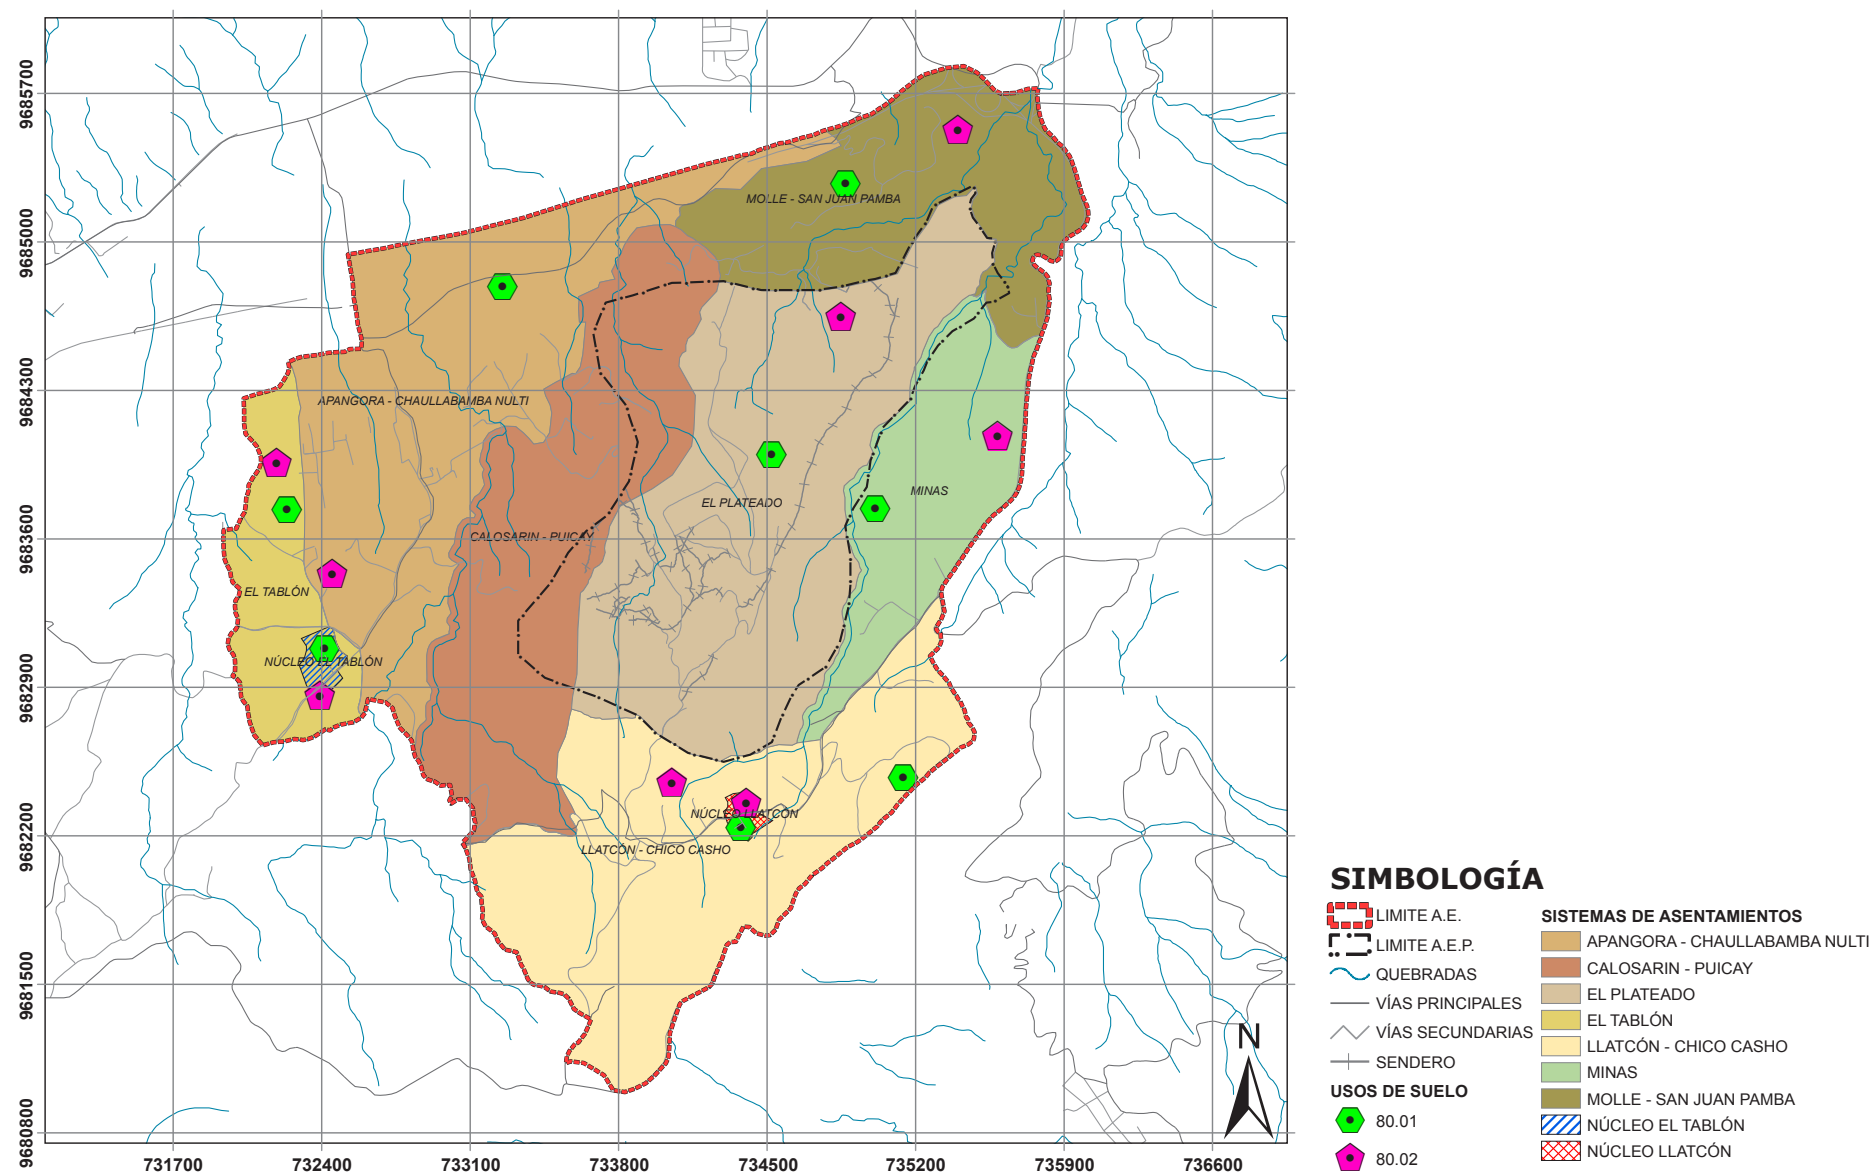 9685700
9685000
9684300
9683600
9682900
9682200
9681500
9680800
731700
732400
733100
733800
734500
735200
735900
736600
MOLLE - SAN JUAN PAMBA
APANGORA - CHAULLABAMBA NULTI
EL PLATEADO
MINAS
CALOSARIN - PUICAY
EL TABLÓN
NÚCLEO EL TABLÓN
NÚCLEO LLATCÓN
LLATCÓN - CHICO CASHO
N
SIMBOLOGÍA
LIMITE A.E.
LIMITE A.E.P.
QUEBRADAS
VÍAS PRINCIPALES
VÍAS SECUNDARIAS
SENDERO
USOS DE SUELO
80.01
80.02
SISTEMAS DE ASENTAMIENTOS
APANGORA - CHAULLABAMBA NULTI
CALOSARIN - PUICAY
EL PLATEADO
EL TABLÓN
LLATCÓN - CHICO CASHO
MINAS
MOLLE - SAN JUAN PAMBA
NÚCLEO EL TABLÓN
NÚCLEO LLATCÓN